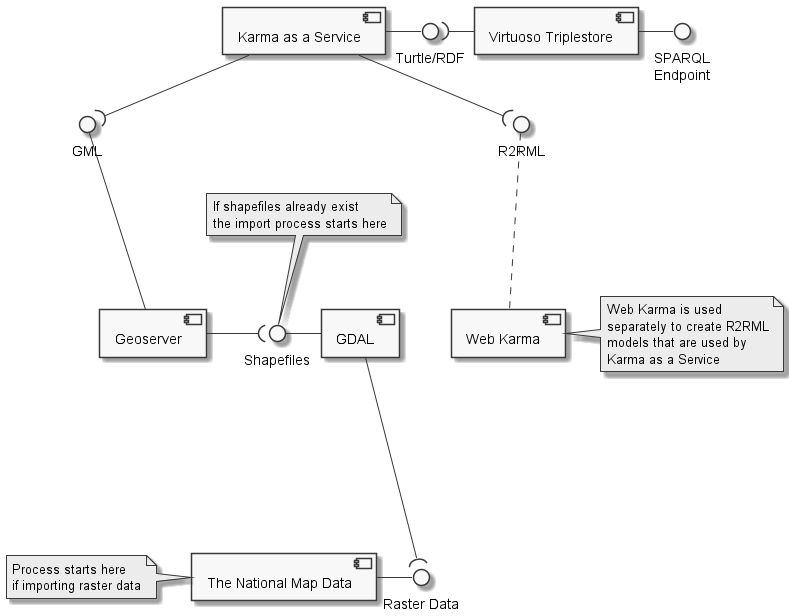 Karma as a Service
Turtle/RDF
Virtuoso Triplestore
SPARQL
Endpoint
GML
R2RML
If shapefiles already exist
the import process starts here
Geoserver
Shapefiles
GDAL
Web Karma
Web Karma is used
separately to create R2RML
models that are used by
Karma as a Service
Process starts here
if importing raster data
The National Map Data
Raster Data